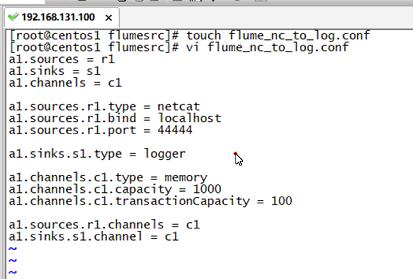 192.168.131.100
[root@centos1 flumesrc]# touch flume_nc_to_log.conf
[root@centos1 flumesrc]# vi flume_nc_to_log.conf
a1.sources = r1
a1.sinks = s1
a1.channels = c1
a1.sources.r1.type = netcat
a1.sources.r1.bind = localhost
a1.sources.r1.port = 44444
a1.sinks.s1.type = logger
a1.channels.c1.type = memory
a1.channels.c1.capacity = 1000
a1.channels.c1.transactionCapacity = 100
a1.sources.r1.channels = c1
a1.sinks.s1.channel = c1
~
~
~